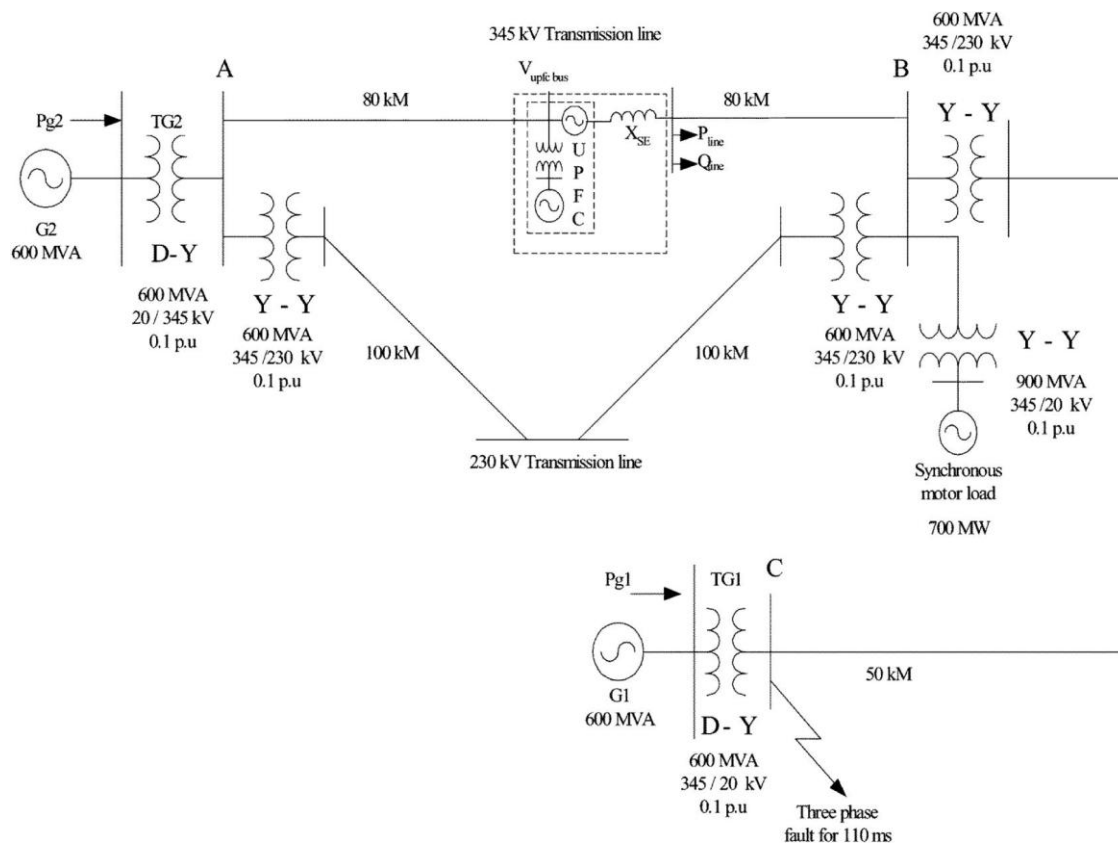 345 kV Transmission line
600 MVA
345 /230 kV
0.1 p.u
A
V upfc bus
B
80 kM
80 kM
Y - Y
Pg2
TG2
X SE
P line
Q line
U
P
F
C
G2
600 MVA
D-Y
600 MVA
20 / 345 kV
0.1 p.u
Y - Y
600 MVA
345 /230 kV
0.1 p.u
100 kM
100 kM
Y - Y
600 MVA
345 /230 kV
0.1 p.u
Y - Y
900 MVA
345 /20 kV
0.1 p.u
230 kV Transmission line
Synchronous
motor load
700 MW
Pg1
TG1
C
G1
600 MVA
50 kM
D - Y
600 MVA
345 / 20 kV
0.1 p.u
Three phase
fault for 110 ms